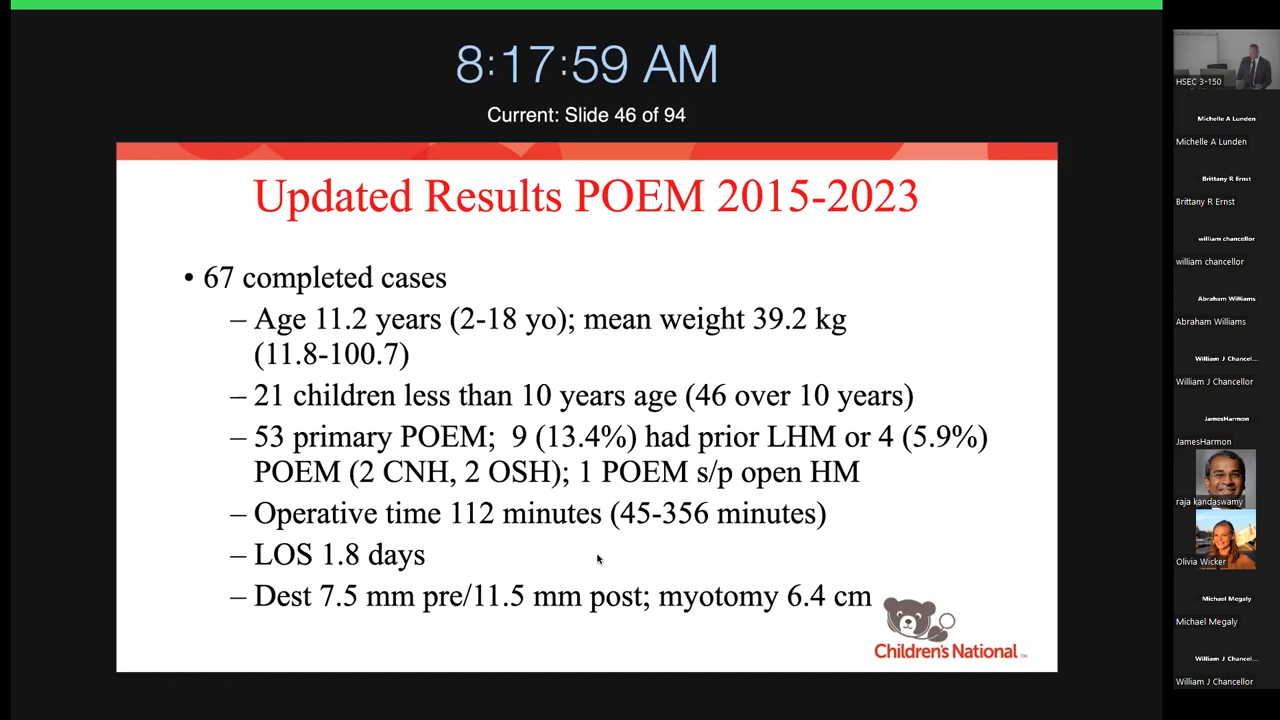 8:17:59 AM
Current: Slide 46 of 94
Updated Results POEM 2015-2023
• 67 completed cases
– Age 11.2 years (2-18 yo); mean weight 39.2 kg
(11.8-100.7)
– 21 children less than 10 years age (46 over 10 years)
– 53 primary POEM; 9 (13.4%) had prior LHM or 4 (5.9%)
POEM (2 CNH, 2 OSH); 1 POEM s/p open HM
– Operative time 112 minutes (45-356 minutes)
– LOS 1.8 days
– Dest 7.5 mm pre/11.5 mm post; myotomy 6.4 cm
Children's National™
HSEC 3-150
Michelle A Lunden
Michelle A Lunden
Brittany R Ernst
Brittany R Ernst
william chancellor
william chancellor
Abraham Williams
Abraham Williams
William J Chancel...
William J Chancellor
JamesHarmon
JamesHarmon
raja kandaswamy
Olivia Wicker
Michael Megaly
Michael Megaly
William J Chancel...
William J Chancellor